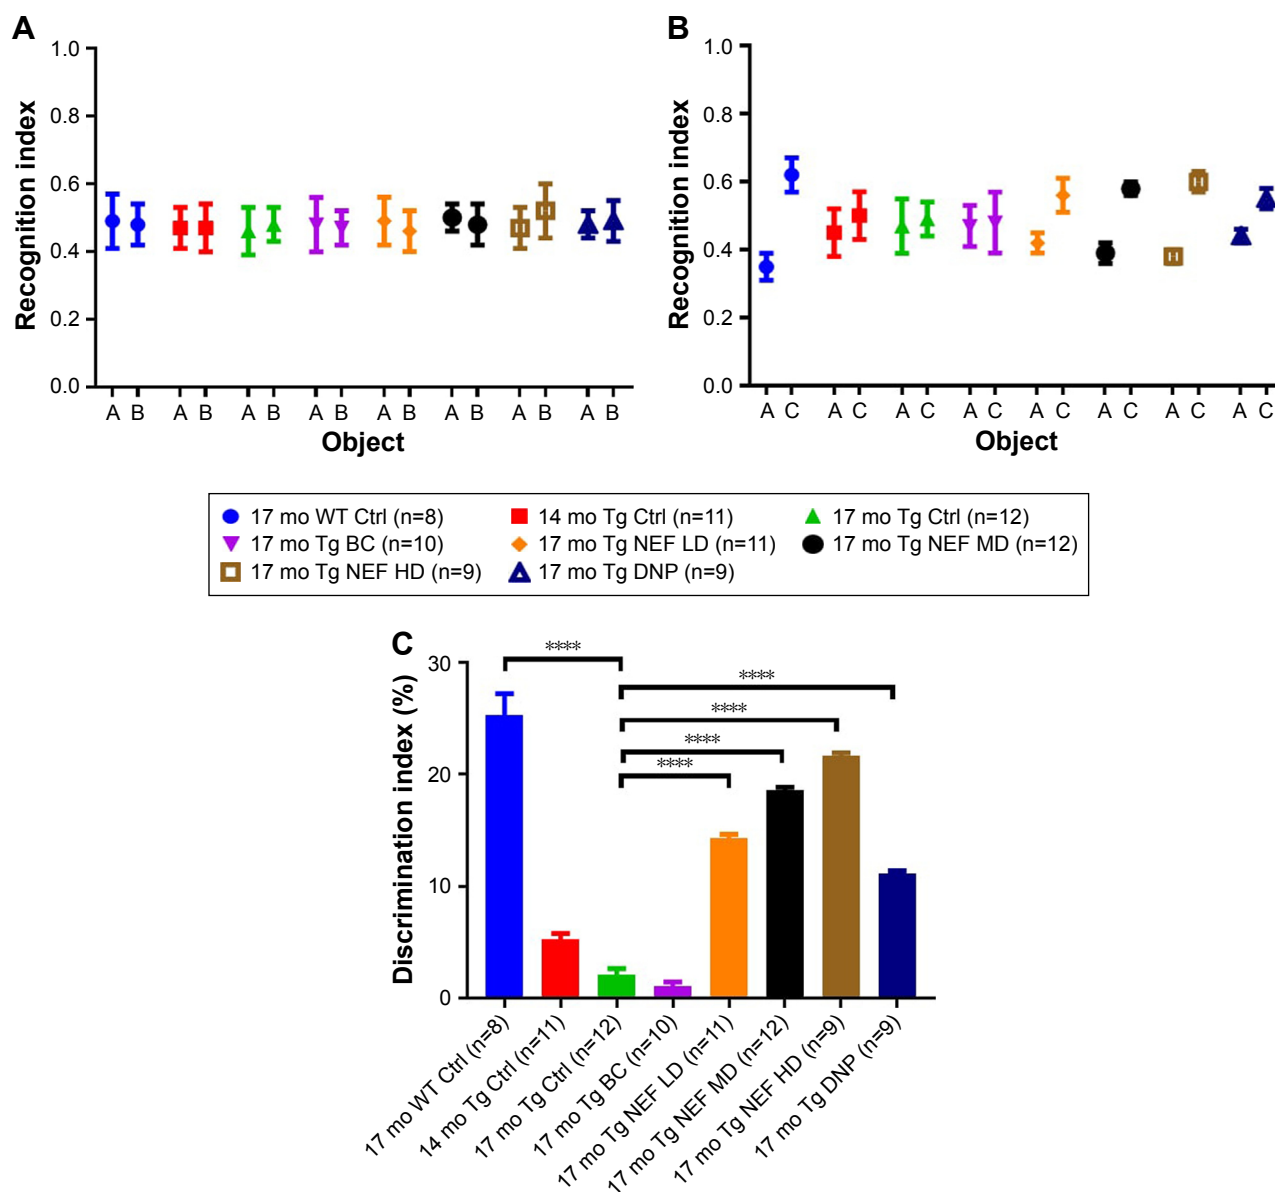 A
B
1.0
0.8
0.6
0.4
0.2
0.0
Recognition index
A B A B A B A B A B A B A B A B
Object
1.0
0.8
0.6
0.4
0.2
0.0
Recognition index
A C A C A C A C A C A C A C A C
Object
17 mo WT Ctrl (n=8) 14 mo Tg Ctrl (n=11) 17 mo Tg Ctrl (n=12)
17 mo Tg BC (n=10) 17 mo Tg NEF LD (n=11) 17 mo Tg NEF MD (n=12)
17 mo Tg NEF HD (n=9) 17 mo Tg DNP (n=9)
C
****
****
****
****
****
30
20
10
0
Discrimination index (%)
17 mo WT Ctrl (n=8)
14 mo Tg Ctrl (n=11)
17 mo Tg Ctrl (n=12)
17 mo Tg BC (n=10)
17 mo Tg NEF LD (n=11)
17 mo Tg NEF MD (n=12)
17 mo Tg NEF HD (n=9)
17 mo Tg DNP (n=9)